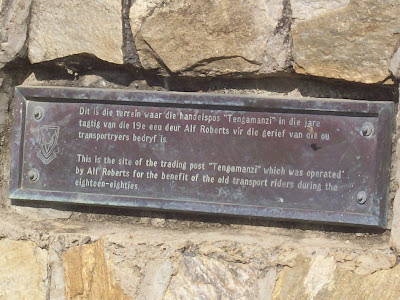 Dit is die terrein waar die handelspos "Tengamanzi" in die jare
tagtig van die 19e eeu deur Alf Roberts vir die gerief van die ou
transportryers bedryf is.
This is the site of the trading post "Tengamanzi" which was operated
by Alf Roberts for the benefit of the old transport riders during the
eighteen-eighties.